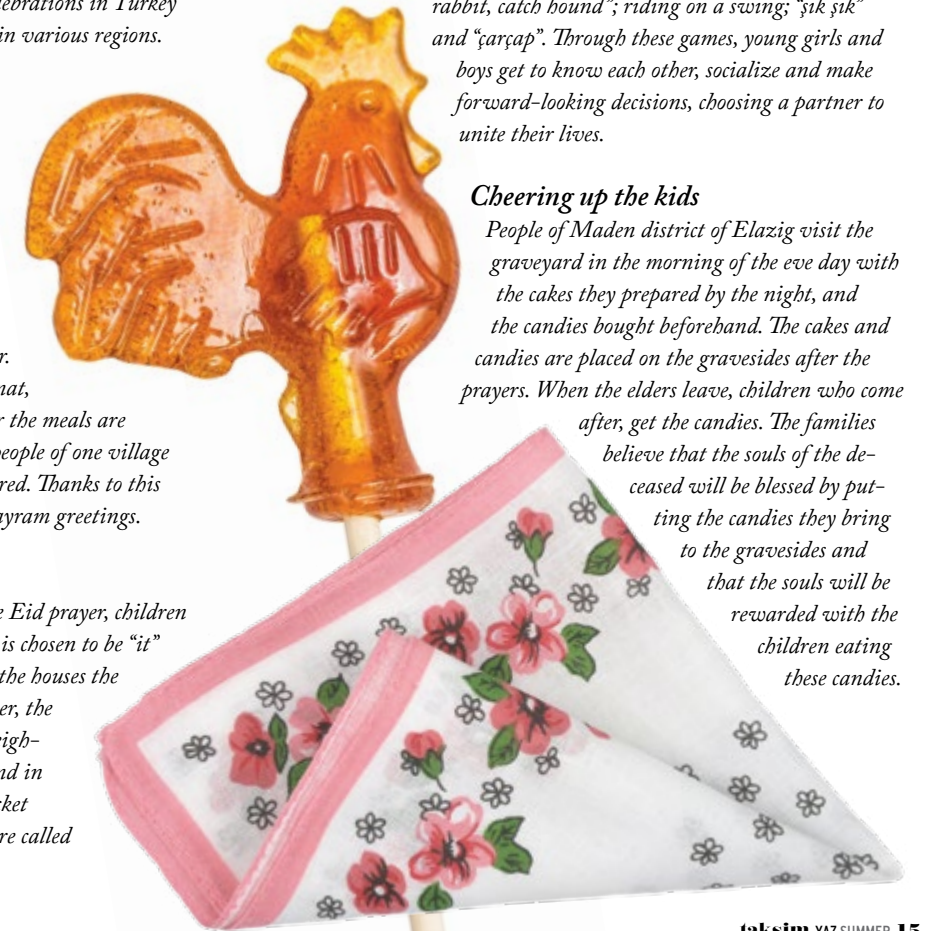 ebrations in Turkey
in various regions.
r.
nat,
r the meals are
people of one village
red. Thanks to this
ayram greetings.
e Eid prayer, children
is chosen to be “it”
the houses the
er, the
eigh-
nd in
sket
re called
rabbit, catch hound”; riding on a swing; “şık şık”
and “çarçap”. Through these games, young girls and
boys get to know each other, socialize and make
forward-looking decisions, choosing a partner to
unite their lives.
Cheering up the kids
People of Maden district of Elazig visit the
graveyard in the morning of the eve day with
the cakes they prepared by the night, and
the candies bought beforehand. The cakes and
candies are placed on the gravesides after the
prayers. When the elders leave, children who come
after, get the candies. The families
believe that the souls of the de-
ceased will be blessed by put-
ting the candies they bring
to the gravesides and
that the souls will be
rewarded with the
children eating
these candies.
taksim YAZ SUMMER 15